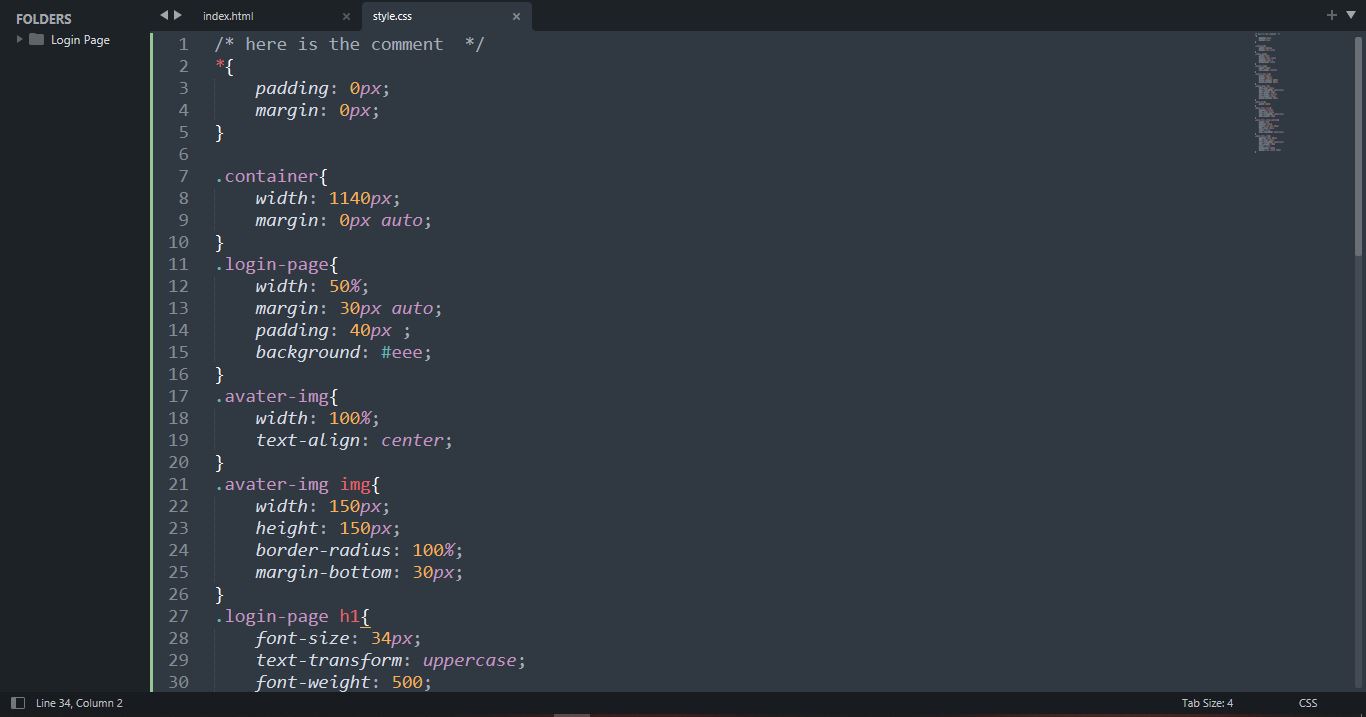 FOLDERS
Login Page
index.html
style.css
1 /* here is the comment  */
2 *{
3     padding: 0px;
4     margin: 0px;
5 }
6
7 .container{
8     width: 1140px;
9     margin: 0px auto;
10 }
11 .login-page{
12     width: 50%;
13     margin: 30px auto;
14     padding: 40px ;
15     background: #eee;
16 }
17 .avater-img{
18     width: 100%;
19     text-align: center;
20 }
21 .avater-img img{
22     width: 150px;
23     height: 150px;
24     border-radius: 100%;
25     margin-bottom: 30px;
26 }
27 .login-page h1{
28     font-size: 34px;
29     text-transform: uppercase;
30     font-weight: 500;
Line 34, Column 2
Tab Size: 4
CSS